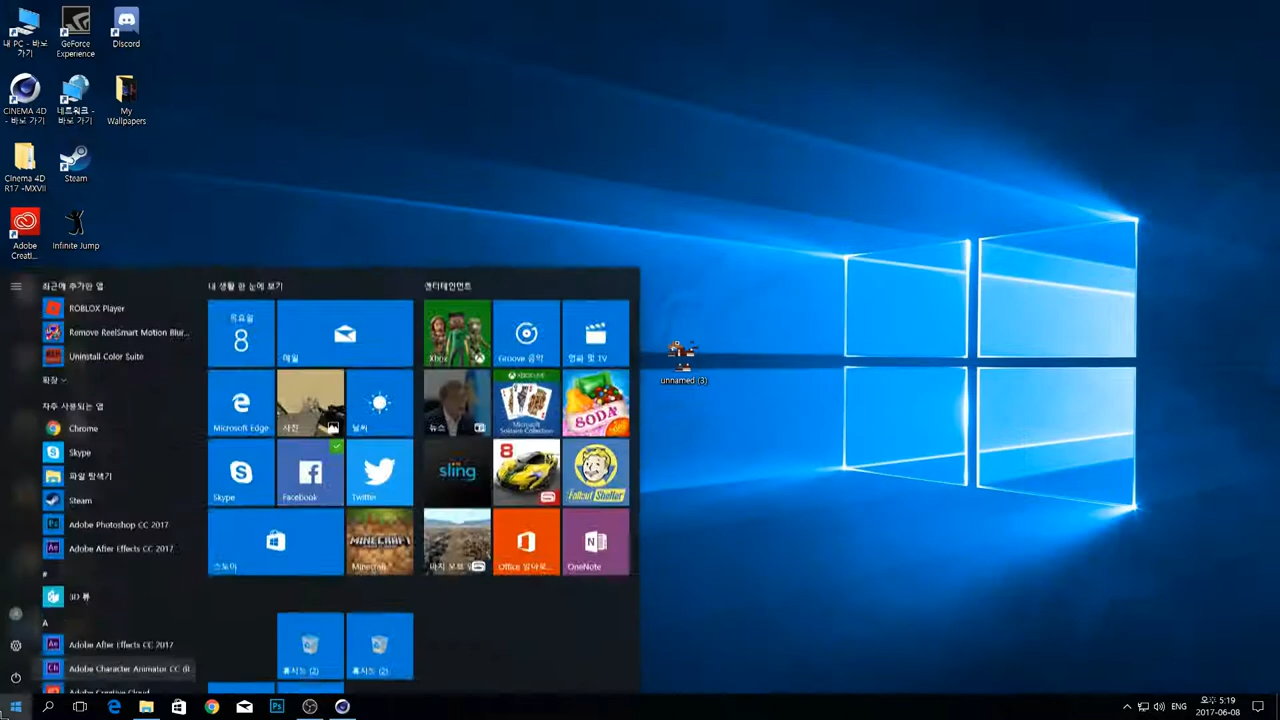 내 PC - 바로
가기
GeForce
Experience
Discord
CINEMA 4D
- 바로 가기
네트워크 -
바로 가기
My
Wallpapers
Cinema 4D
R17 -MXVII
Steam
Adobe
Creati...
Infinite Jump
unnamed (3)
최근에 추가한 앱
ROBLOX Player
Remove ReelSmart Motion Blur...
Uninstall Color Suite
확장
자주 사용되는 앱
Chrome
Skype
파일 탐색기
Steam
Adobe Photoshop CC 2017
Adobe After Effects CC 2017
#
3D 뷰
A
Adobe After Effects CC 2017
Adobe Character Animator CC (B
Adobe Creative Cloud
내 생활 한 눈에 보기
목요일
8
메일
Microsoft Edge
사진
날씨
Skype
Facebook
Twitter
스토어
MINECRAFT
Minecraft
휴지통 (2)
휴지통 (2)
엔터테인먼트
Xbox
Groove 음악
영화 및 TV
뉴스
XBOX LIVE
Microsoft
Solitaire Collection
SODA
sling
8
Fallout Shelter
Office 알아보...
OneNote
ENG
오후 5:19
2017-06-08